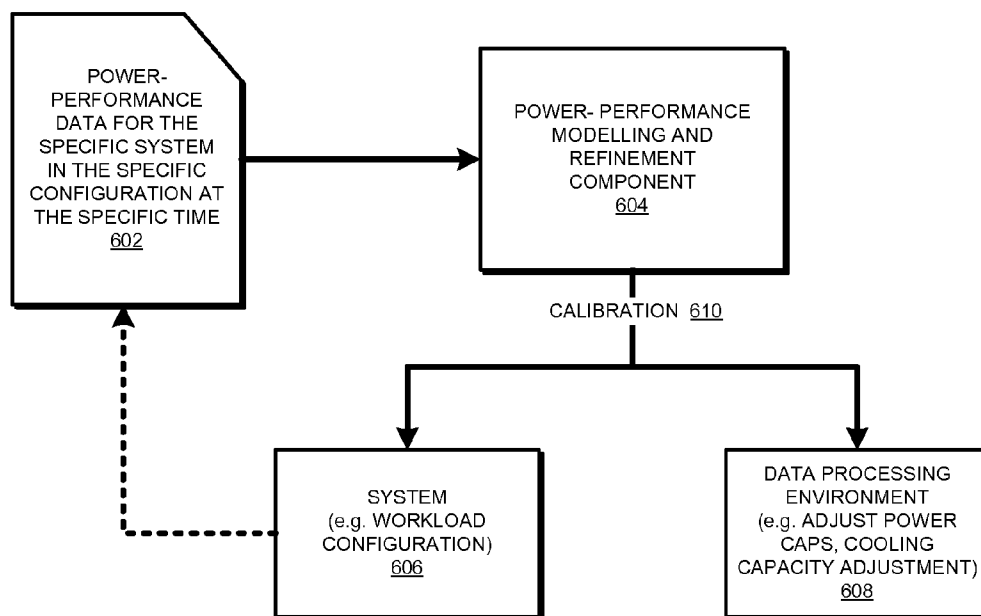 POWER-
PERFORMANCE
DATA FOR THE
SPECIFIC SYSTEM
IN THE SPECIFIC
CONFIGURATION AT
THE SPECIFIC TIME
602
POWER- PERFORMANCE
MODELLING AND
REFINEMENT
COMPONENT
604
CALIBRATION 610
SYSTEM
(e.g. WORKLOAD
CONFIGURATION)
606
DATA PROCESSING
ENVIRONMENT
(e.g. ADJUST POWER
CAPS, COOLING
CAPACITY ADJUSTMENT)
608